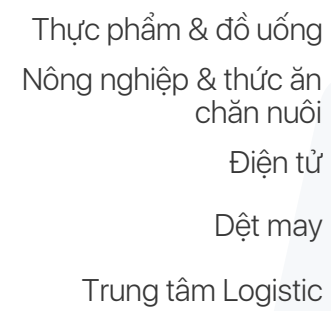 Thực phẩm & đồ uống
Nông nghiệp & thức ăn
chăn nuôi
Điện tử
Dệt may
Trung tâm Logistic